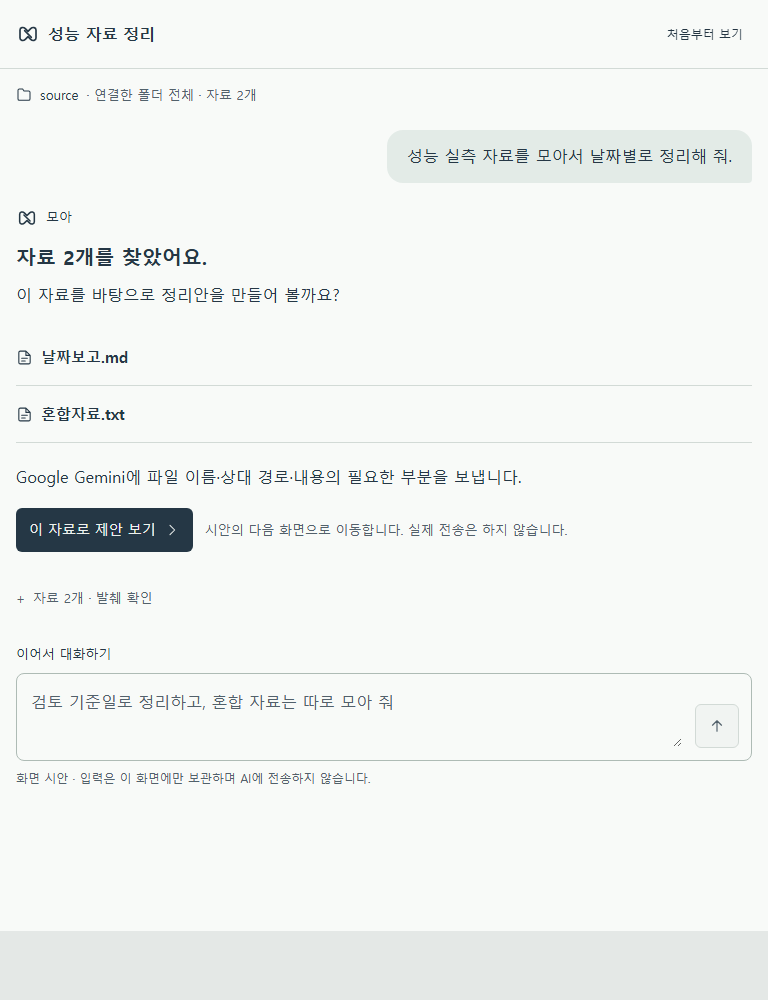 성능 자료 정리
처음부터 보기
source · 연결한 폴더 전체 · 자료 2개
성능 실측 자료를 모아서 날짜별로 정리해 줘.
모아
자료 2개를 찾았어요.
이 자료를 바탕으로 정리안을 만들어 볼까요?
날짜보고.md
혼합자료.txt
Google Gemini에 파일 이름·상대 경로·내용의 필요한 부분을 보냅니다.
이 자료로 제안 보기
시안의 다음 화면으로 이동합니다. 실제 전송은 하지 않습니다.
+ 자료 2개 · 발췌 확인
이어서 대화하기
검토 기준일로 정리하고, 혼합 자료는 따로 모아 줘
화면 시안 · 입력은 이 화면에만 보관하며 AI에 전송하지 않습니다.